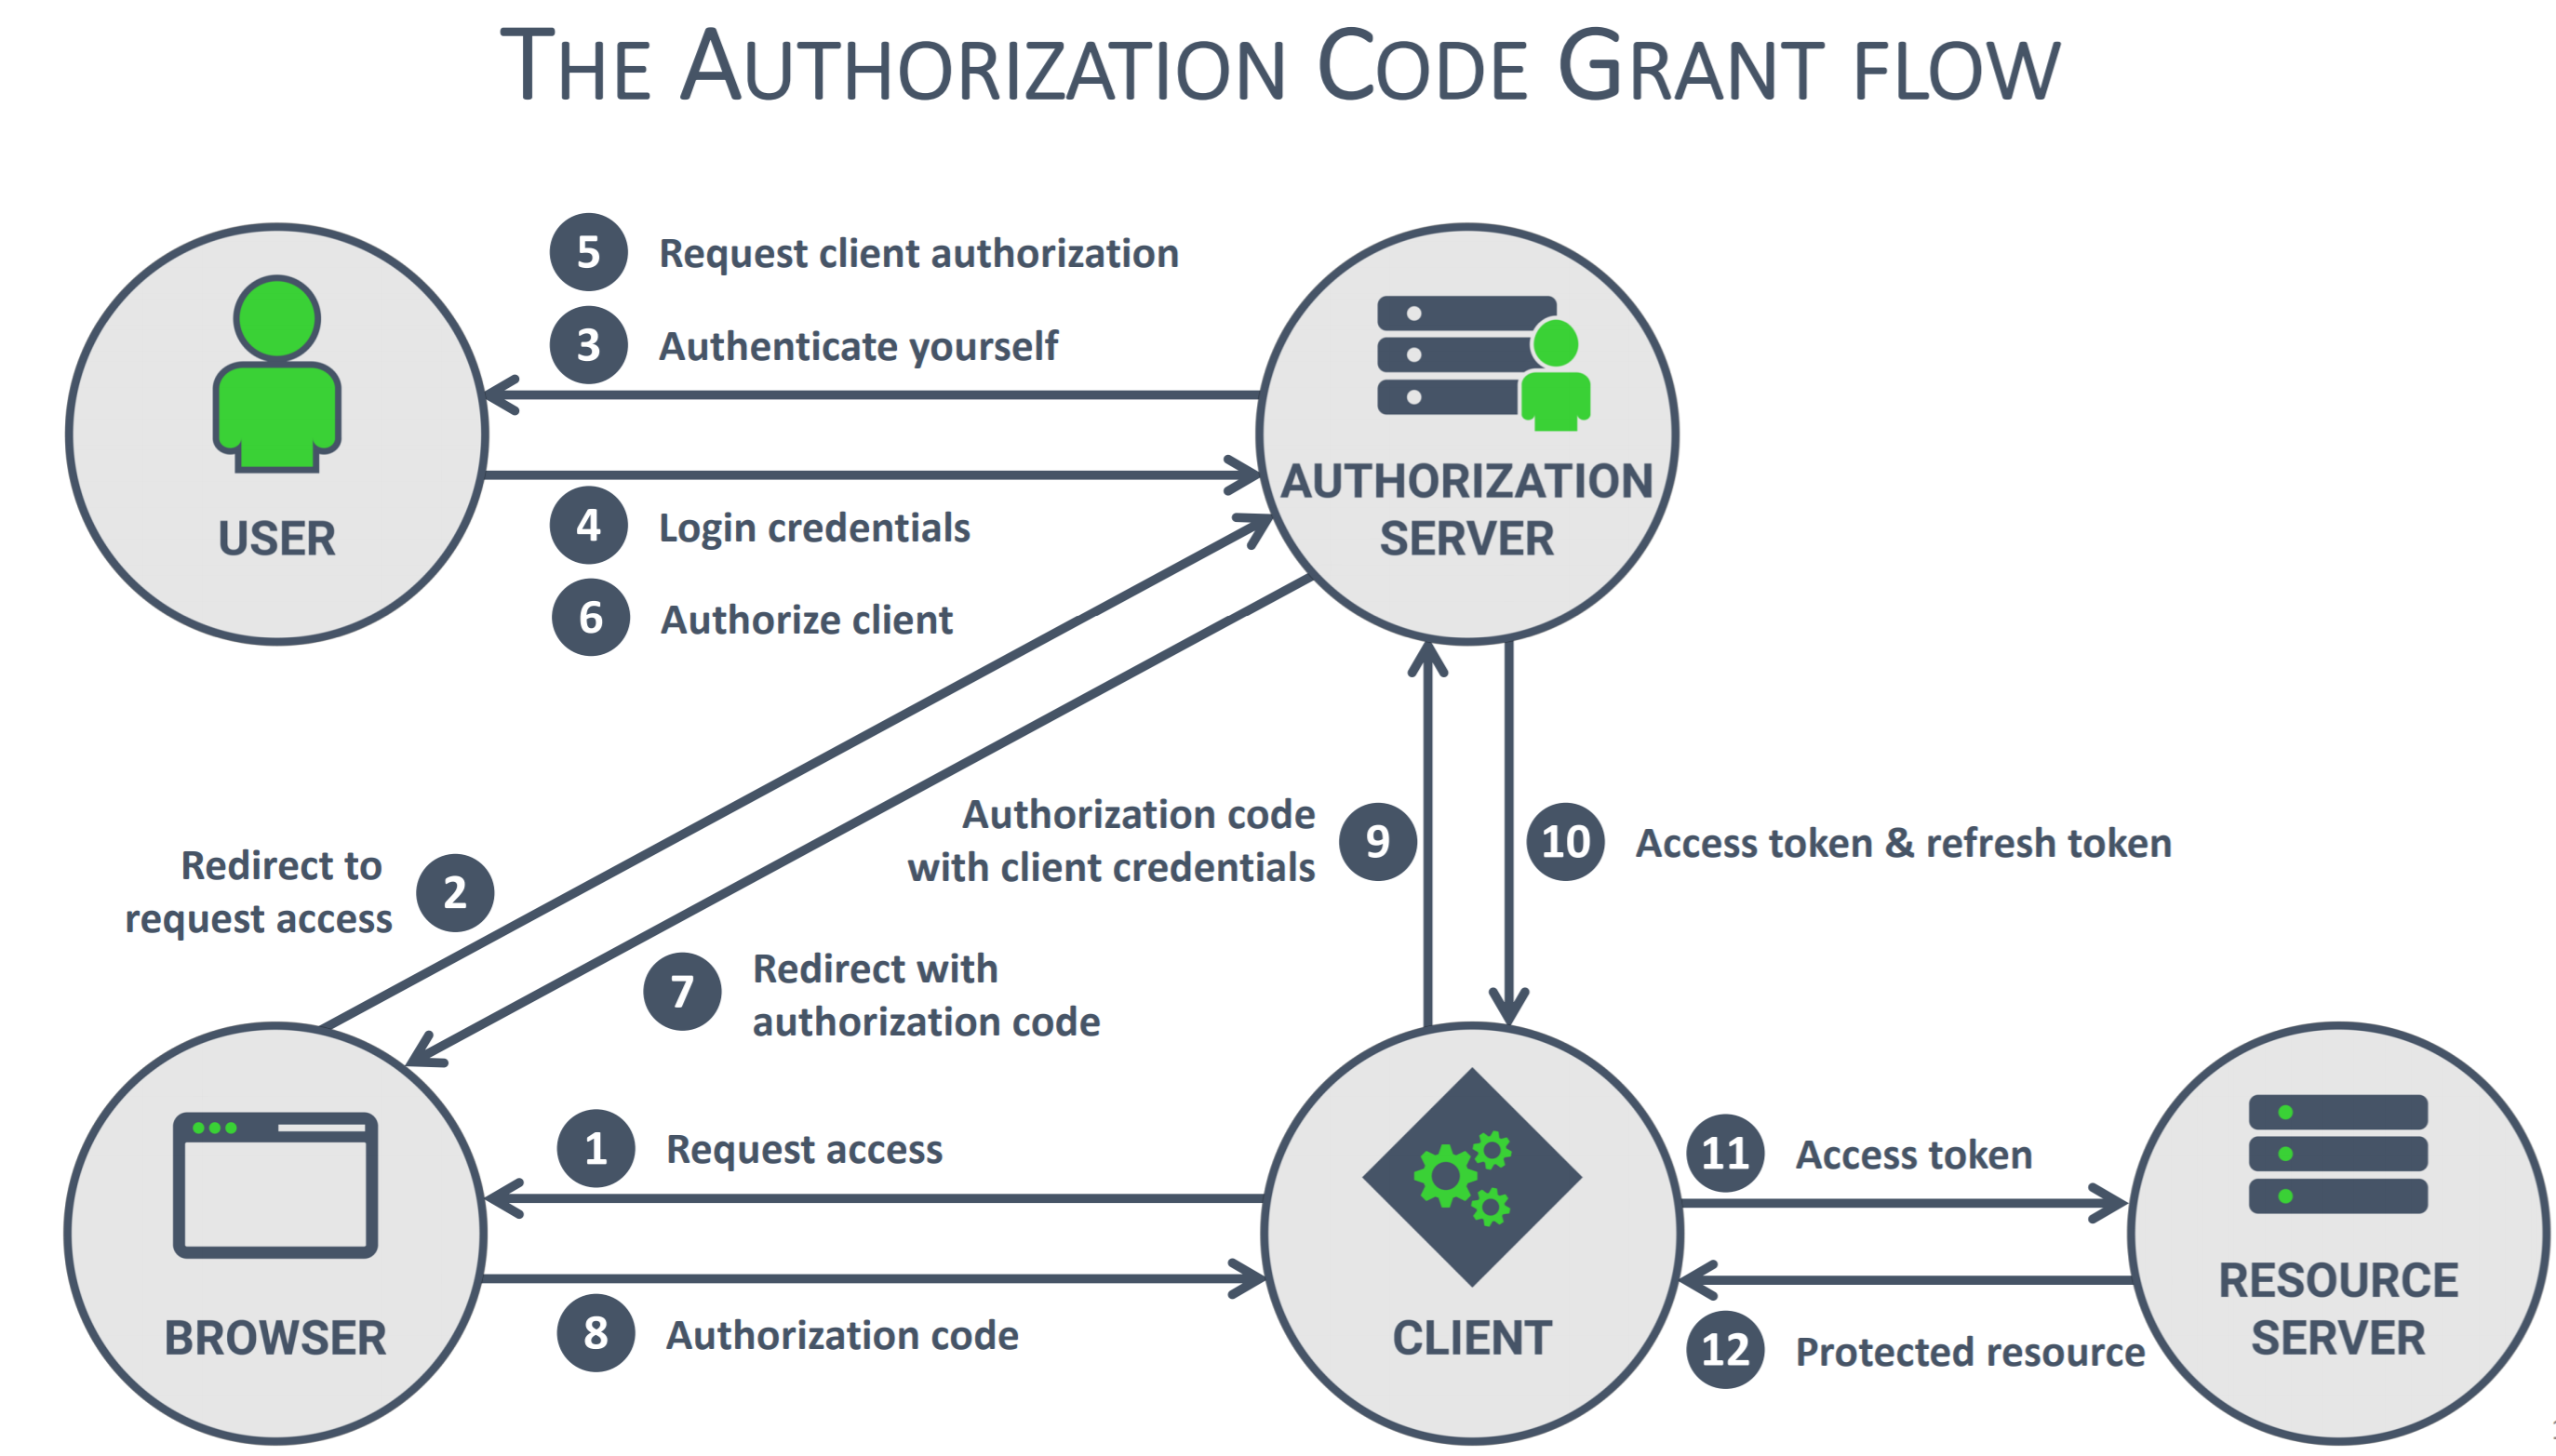 THE AUTHORIZATION CODE GRANT FLOW
5 Request client authorization
3 Authenticate yourself
USER
4 Login credentials
6 Authorize client
AUTHORIZATION
SERVER
Redirect to
request access
2
7
Redirect with
authorization code
Authorization code
with client credentials
9
10 Access token & refresh token
1 Request access
8 Authorization code
BROWSER
CLIENT
11 Access token
12 Protected resource
RESOURCE
SERVER